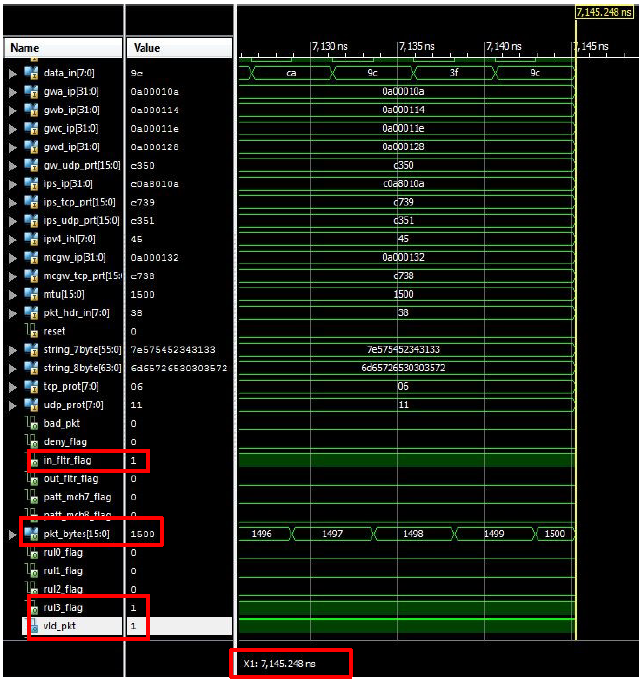 7,145.248 ns
Name Value 7,130 ns 7,135 ns 7,140 ns 7,145 ns
data_in[7:0] 9c ca 9c 3f 9c
gwa_ip[31:0] 0a00010a 0a00010a
gwb_ip[31:0] 0a000114 0a000114
gwc_ip[31:0] 0a00011e 0a00011e
gwd_ip[31:0] 0a000128 0a000128
gw_udp_prt[15:0] c350 c350
ips_ip[31:0] c0a8010a c0a8010a
ips_tcp_prt[15:0] c739 c739
ips_udp_prt[15:0] c351 c351
ipv4_ihl[7:0] 45 45
mcgw_ip[31:0] 0a000132 0a000132
mcgw_tcp_prt[15:0 c738 c738
mtu[15:0] 1500 1500
pkt_hdr_in[7:0] 38 38
reset 0
string_7byte[55:0] 7e575452343133 7e575452343133
string_8byte[63:0] 6d65726530303572 6d65726530303572
tcp_prot[7:0] 06 06
udp_prot[7:0] 11 11
bad_pkt 0
deny_flag 0
in_fltr_flag 1
out_fltr_flag 0
patt_mch7_flag 0
patt_mch8_flag 0
pkt_bytes[15:0] 1500 1496 1497 1498 1499 1500
rul0_flag 0
rul1_flag 0
rul2_flag 0
rul3_flag 1
vld_pkt 1
X1: 7,145.248 ns